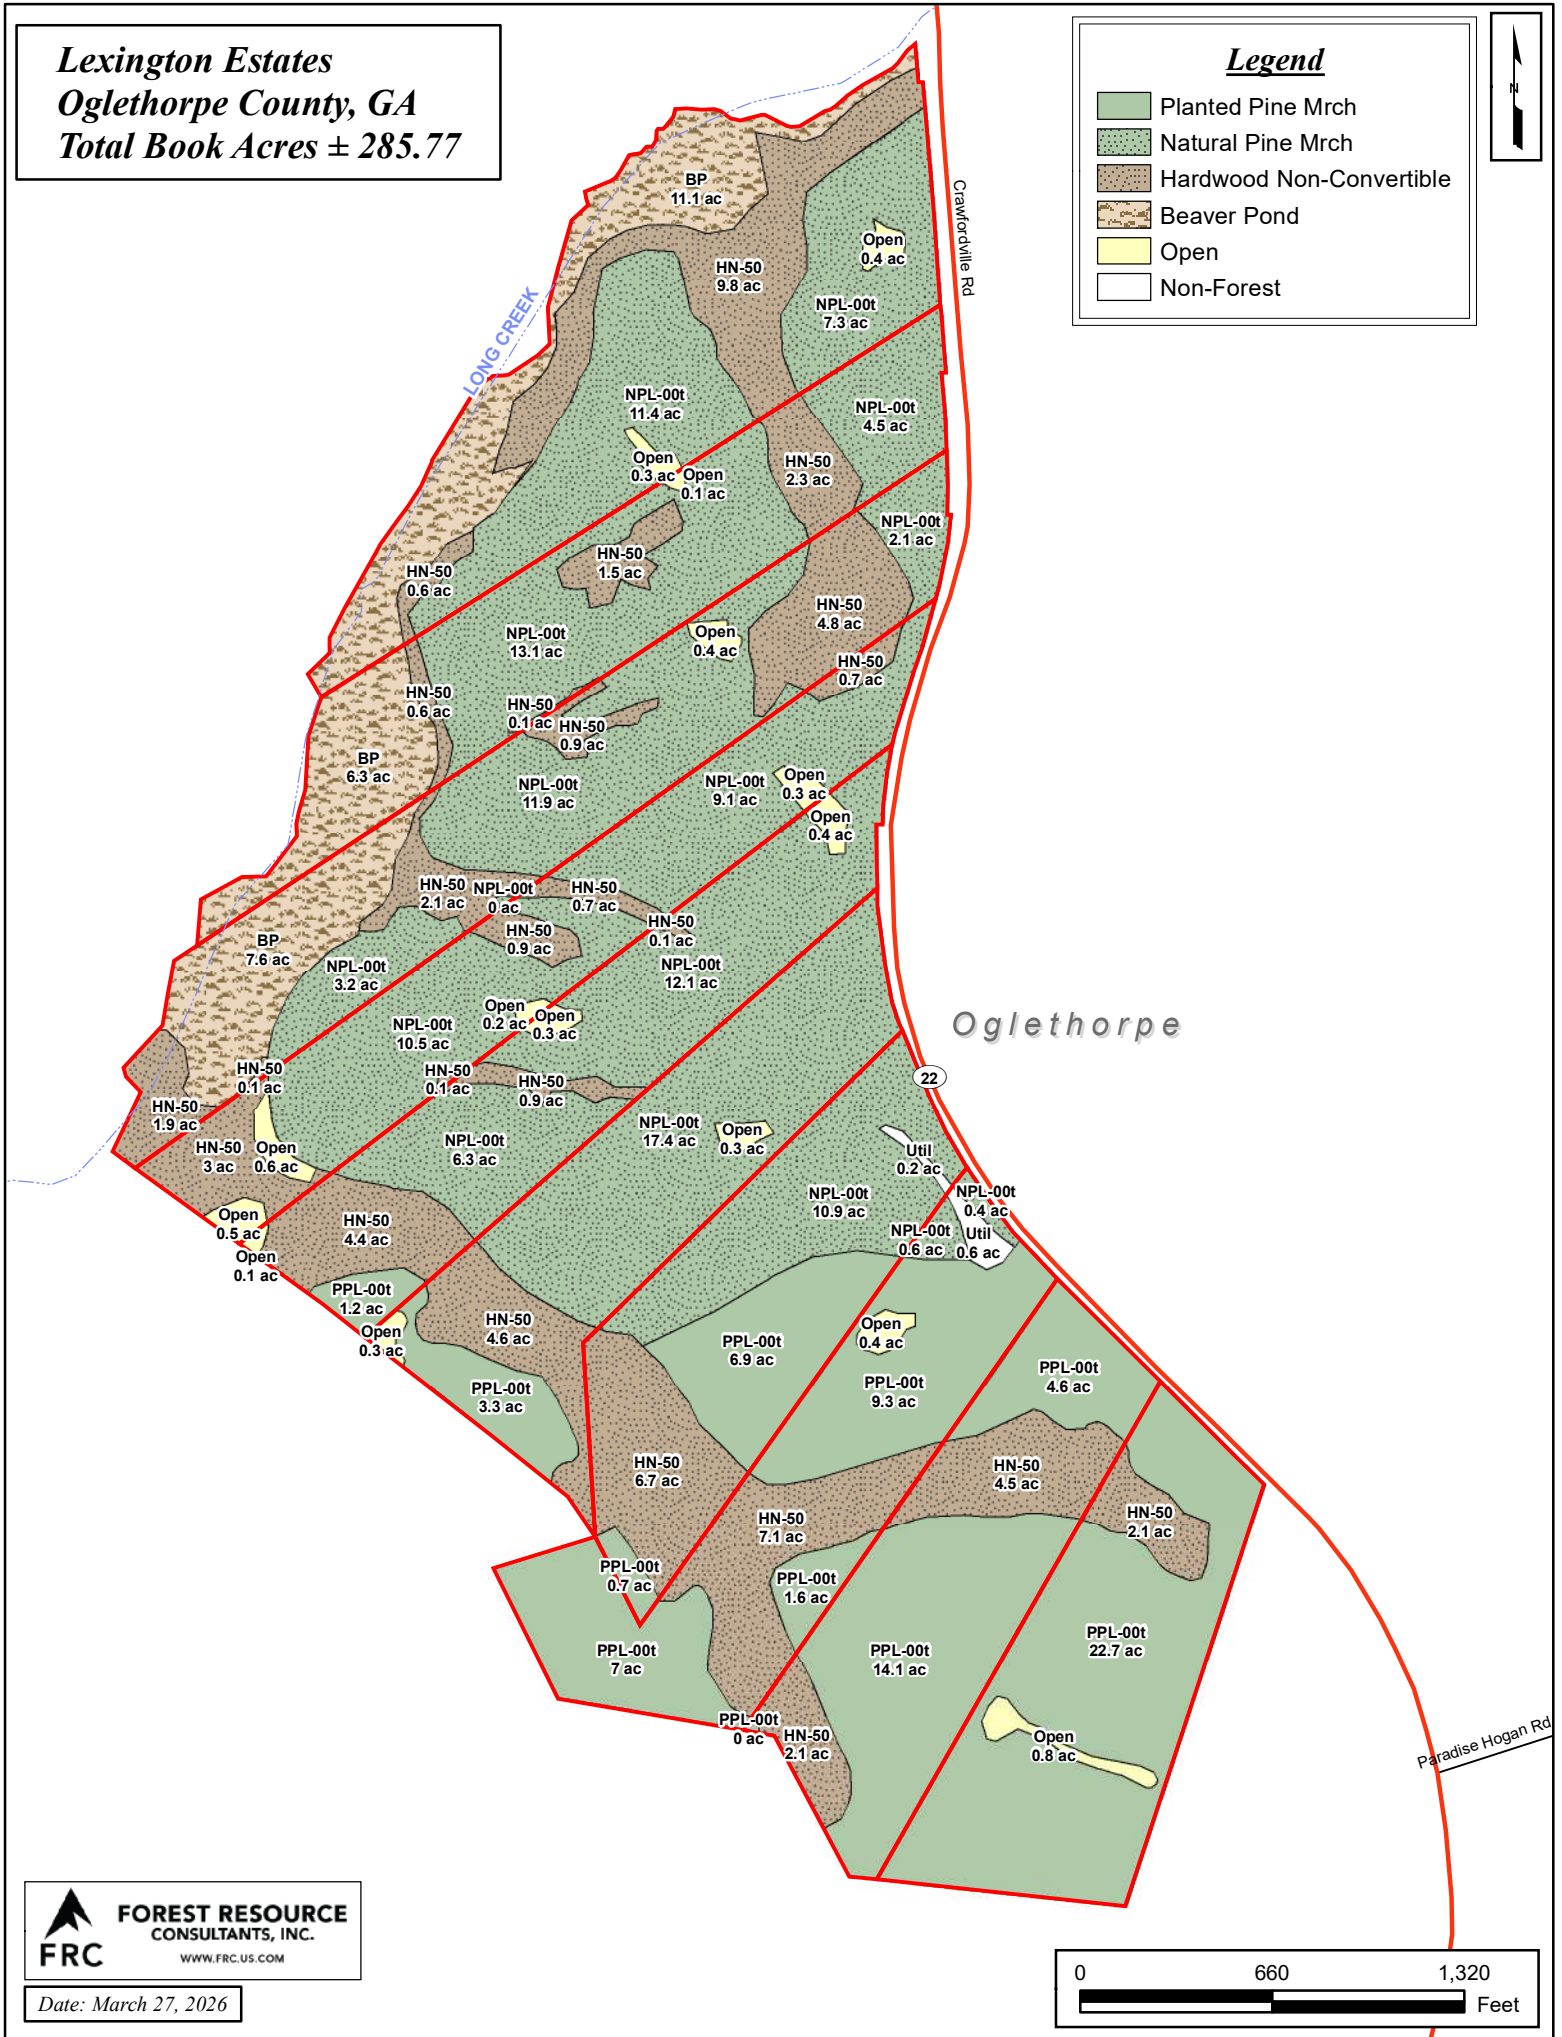 Lexington Estates
Oglethorpe County, GA
Total Book Acres ± 285.77
Legend
Planted Pine Mrch
Natural Pine Mrch
Hardwood Non-Convertible
Beaver Pond
Open
Non-Forest
N
Crawfordville Rd
LONG CREEK
BP
11.1 ac
Open
0.4 ac
HN-50
9.8 ac
NPL-00t
7.3 ac
NPL-00t
11.4 ac
NPL-00t
4.5 ac
Open
0.3 ac
Open
0.1 ac
HN-50
2.3 ac
NPL-00t
2.1 ac
HN-50
1.5 ac
HN-50
0.6 ac
HN-50
4.8 ac
NPL-00t
13.1 ac
Open
0.4 ac
HN-50
0.7 ac
HN-50
0.6 ac
HN-50
0.1 ac
HN-50
0.9 ac
BP
6.3 ac
NPL-00t
11.9 ac
NPL-00t
9.1 ac
Open
0.3 ac
Open
0.4 ac
HN-50
2.1 ac
NPL-00t
0 ac
HN-50
0.7 ac
HN-50
0.1 ac
HN-50
0.9 ac
BP
7.6 ac
NPL-00t
3.2 ac
NPL-00t
12.1 ac
Open
0.2 ac
Open
0.3 ac
NPL-00t
10.5 ac
Oglethorpe
22
HN-50
0.1 ac
HN-50
0.1 ac
HN-50
0.9 ac
HN-50
1.9 ac
HN-50
3 ac
Open
0.6 ac
NPL-00t
6.3 ac
NPL-00t
17.4 ac
Open
0.3 ac
Util
0.2 ac
NPL-00t
10.9 ac
NPL-00t
0.4 ac
NPL-00t
0.6 ac
Util
0.6 ac
Open
0.5 ac
Open
0.1 ac
HN-50
4.4 ac
PPL-00t
1.2 ac
Open
0.3 ac
HN-50
4.6 ac
PPL-00t
3.3 ac
PPL-00t
6.9 ac
Open
0.4 ac
PPL-00t
9.3 ac
PPL-00t
4.6 ac
HN-50
6.7 ac
HN-50
4.5 ac
HN-50
7.1 ac
HN-50
2.1 ac
PPL-00t
0.7 ac
PPL-00t
1.6 ac
PPL-00t
7 ac
PPL-00t
14.1 ac
PPL-00t
22.7 ac
PPL-00t
0 ac
HN-50
2.1 ac
Open
0.8 ac
Paradise Hogan Rd
FRC
FOREST RESOURCE
CONSULTANTS, INC.
WWW.FRC.US.COM
Date: March 27, 2026
0 660 1,320
Feet